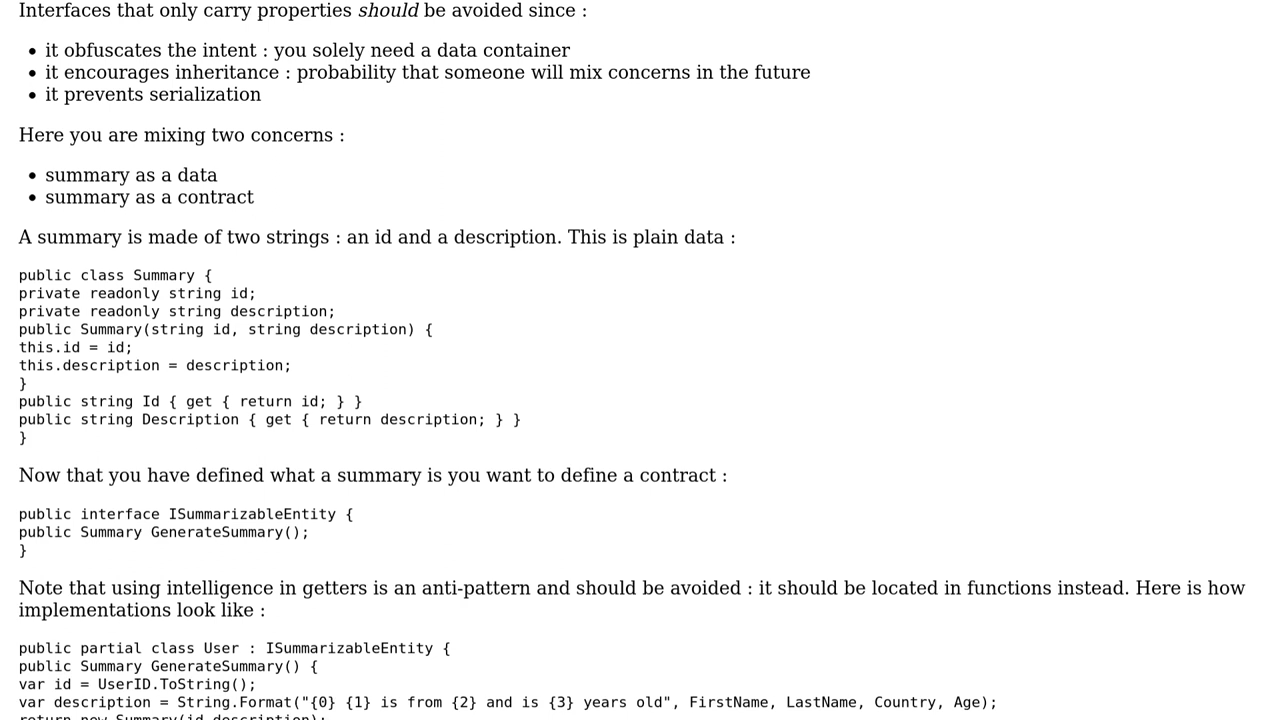 Interfaces that only carry properties should be avoided since :
• it obfuscates the intent : you solely need a data container
• it encourages inheritance : probability that someone will mix concerns in the future
• it prevents serialization
Here you are mixing two concerns :
• summary as a data
• summary as a contract
A summary is made of two strings : an id and a description. This is plain data :
public class Summary {
private readonly string id;
private readonly string description;
public Summary(string id, string description) {
this.id = id;
this.description = description;
}
public string Id { get { return id; } }
public string Description { get { return description; } }
}
Now that you have defined what a summary is you want to define a contract :
public interface ISummarizableEntity {
public Summary GenerateSummary();
}
Note that using intelligence in getters is an anti-pattern and should be avoided : it should be located in functions instead. Here is how
implementations look like :
public partial class User : ISummarizableEntity {
public Summary GenerateSummary() {
var id = UserID.ToString();
var description = String.Format("{0} {1} is from {2} and is {3} years old", FirstName, LastName, Country, Age);
return new Summary(id,description);